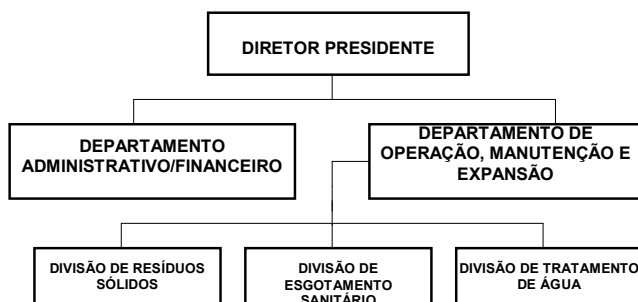 DIRETOR PRESIDENTE
DEPARTAMENTO
ADMINISTRATIVO/FINANCEIRO
DEPARTAMENTO DE
OPERAÇÃO, MANUTENÇÃO E
EXPANSÃO
DIVISÃO DE RESÍDUOS
SÓLIDOS
DIVISÃO DE
ESGOTAMENTO
SANITÁRIO
DIVISÃO DE TRATAMENTO
DE ÁGUA